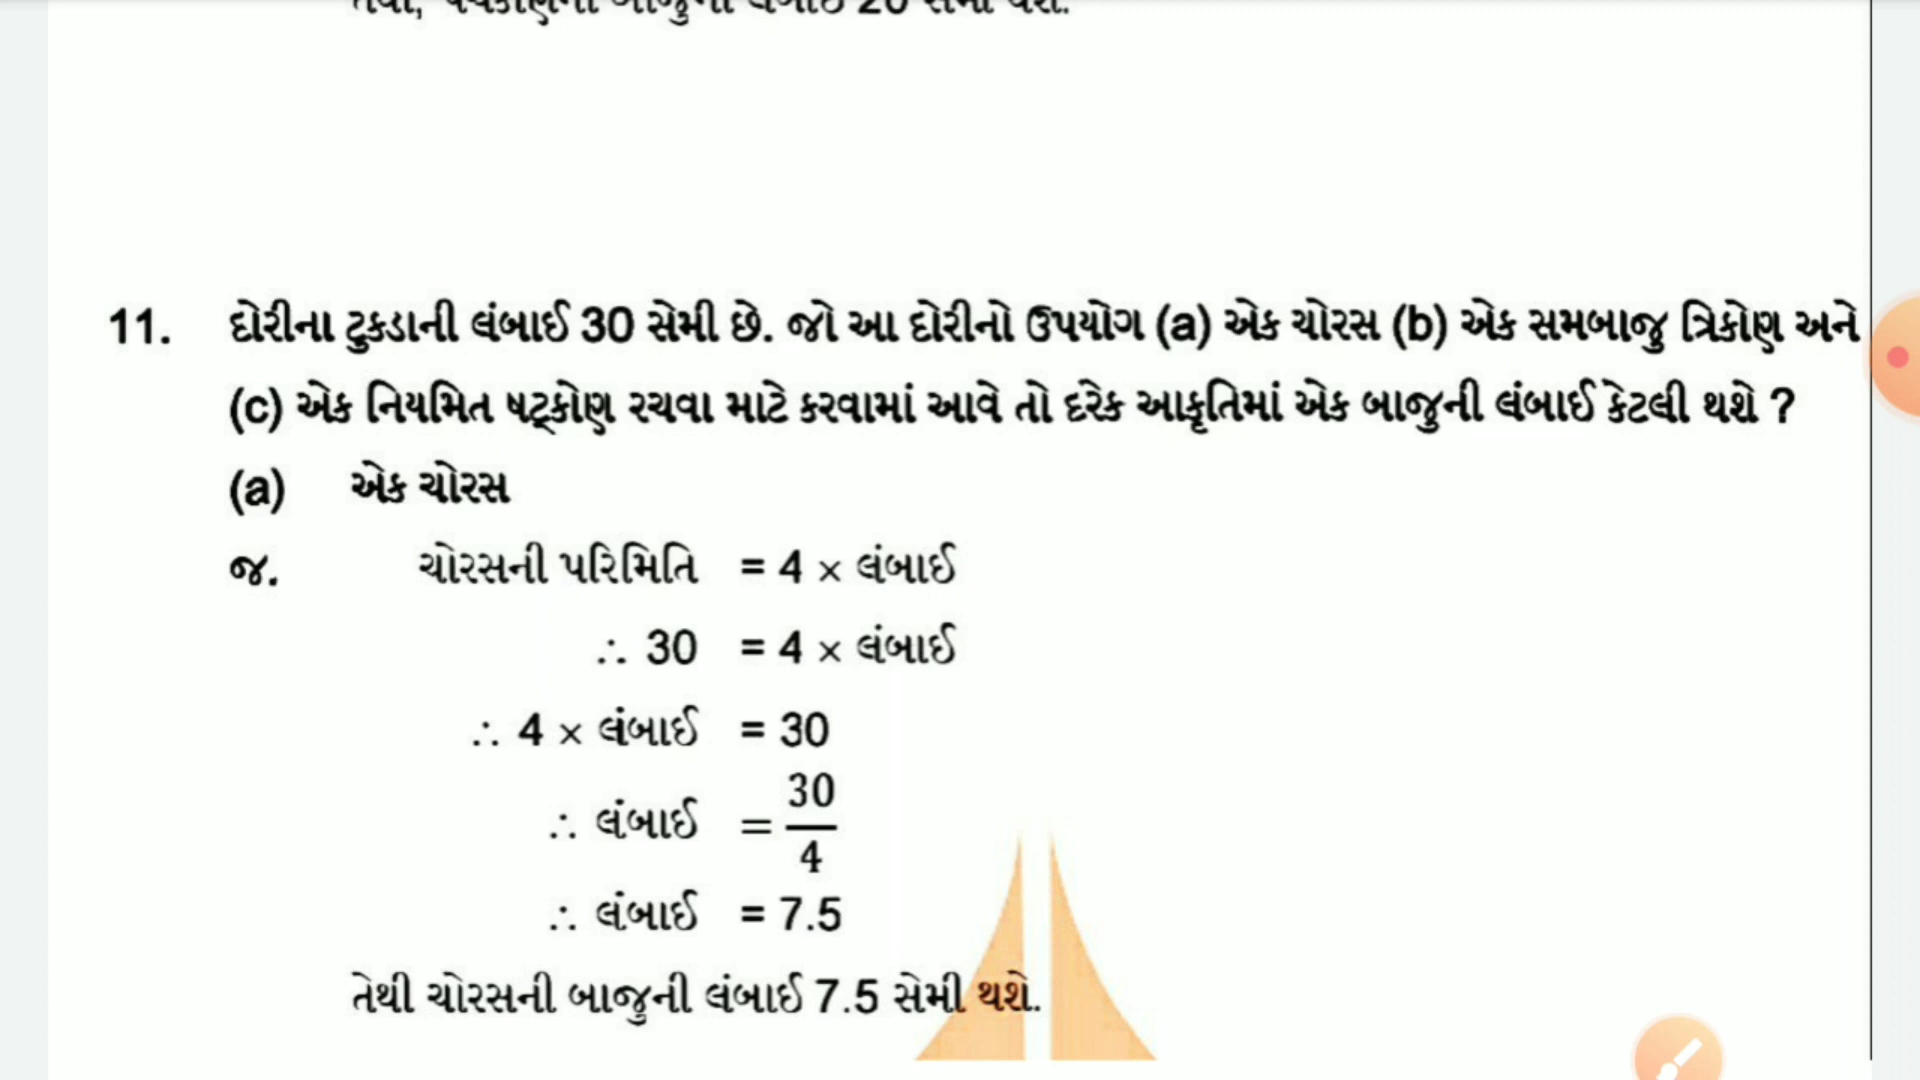 11. દોરીના ટુકડાની લંબાઈ 30 સેમી છે. જો આ દોરીનો ઉપયોગ (a) એક ચોરસ (b) એક સમબાજુ ત્રિકોણ અને
(c) એક નિયમિત ષટ્કોણ રચવા માટે કરવામાં આવે તો દરેક આકૃતિમાં એક બાજુની લંબાઈ કેટલી થશે ?
(a) એક ચોરસ
જ. ચોરસની પરિમિતિ = 4 × લંબાઈ
∴ 30 = 4 × લંબાઈ
∴ 4 × લંબાઈ = 30
∴ લંબાઈ = 30/4
∴ લંબાઈ = 7.5
તેથી ચોરસની બાજુની લંબાઈ 7.5 સેમી થશે.